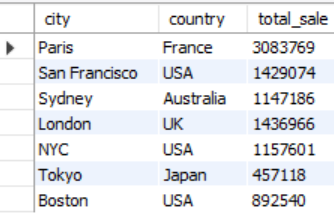 city country total_sale
Paris France 3083769
San Francisco USA 1429074
Sydney Australia 1147186
London UK 1436966
NYC USA 1157601
Tokyo Japan 457118
Boston USA 892540